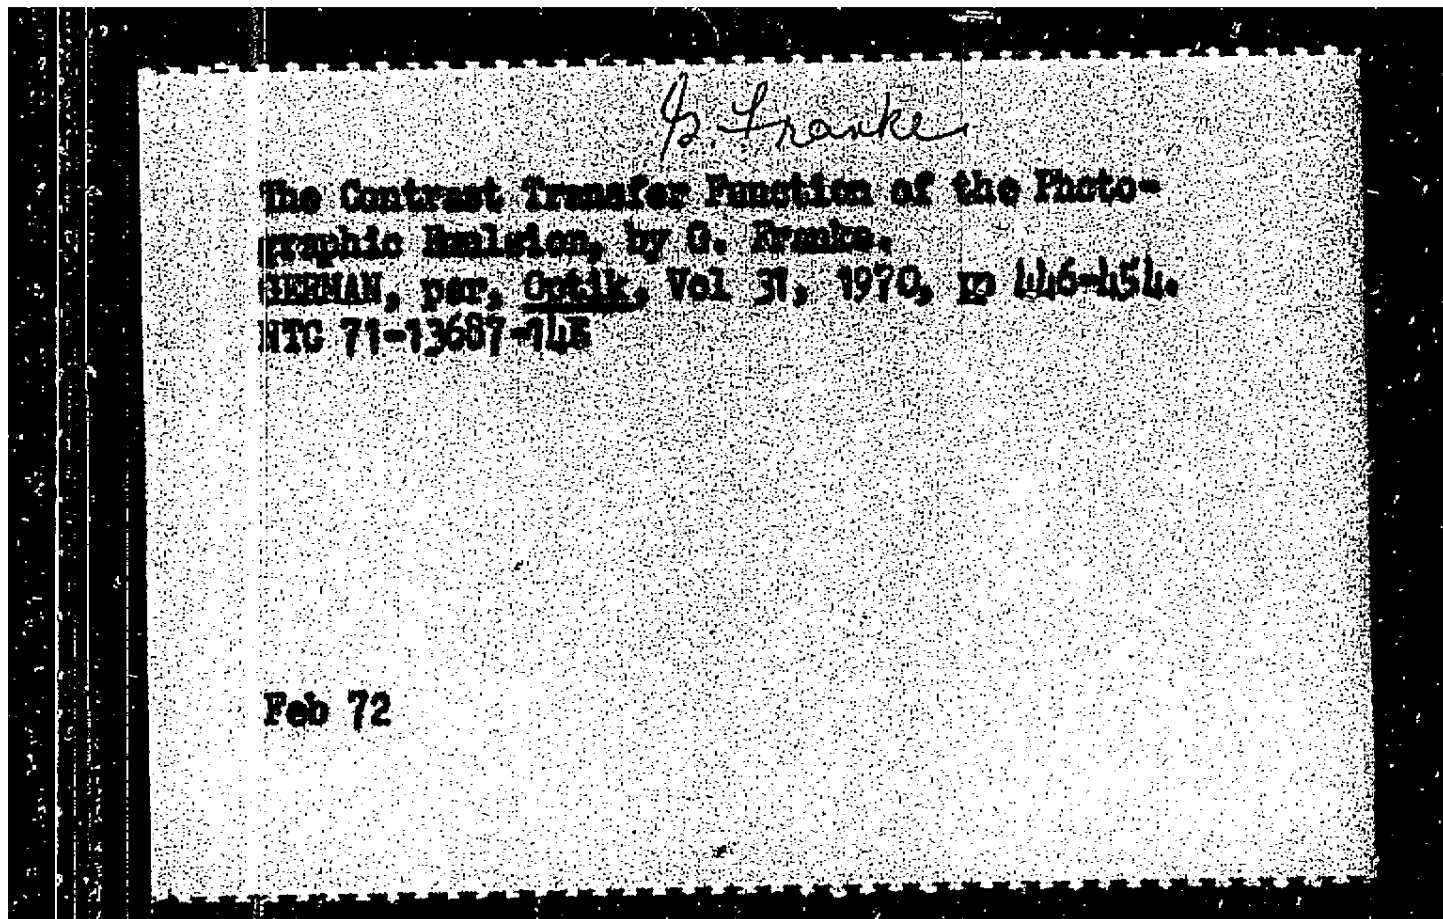 G. Franke
The Contrast Transfer Function of the Photo-
graphic Emulsion, by G. Franke.
GERMAN, per, Optik, Vol 31, 1970, pp 446-454.
NTC 71-13687-14E
Feb 72